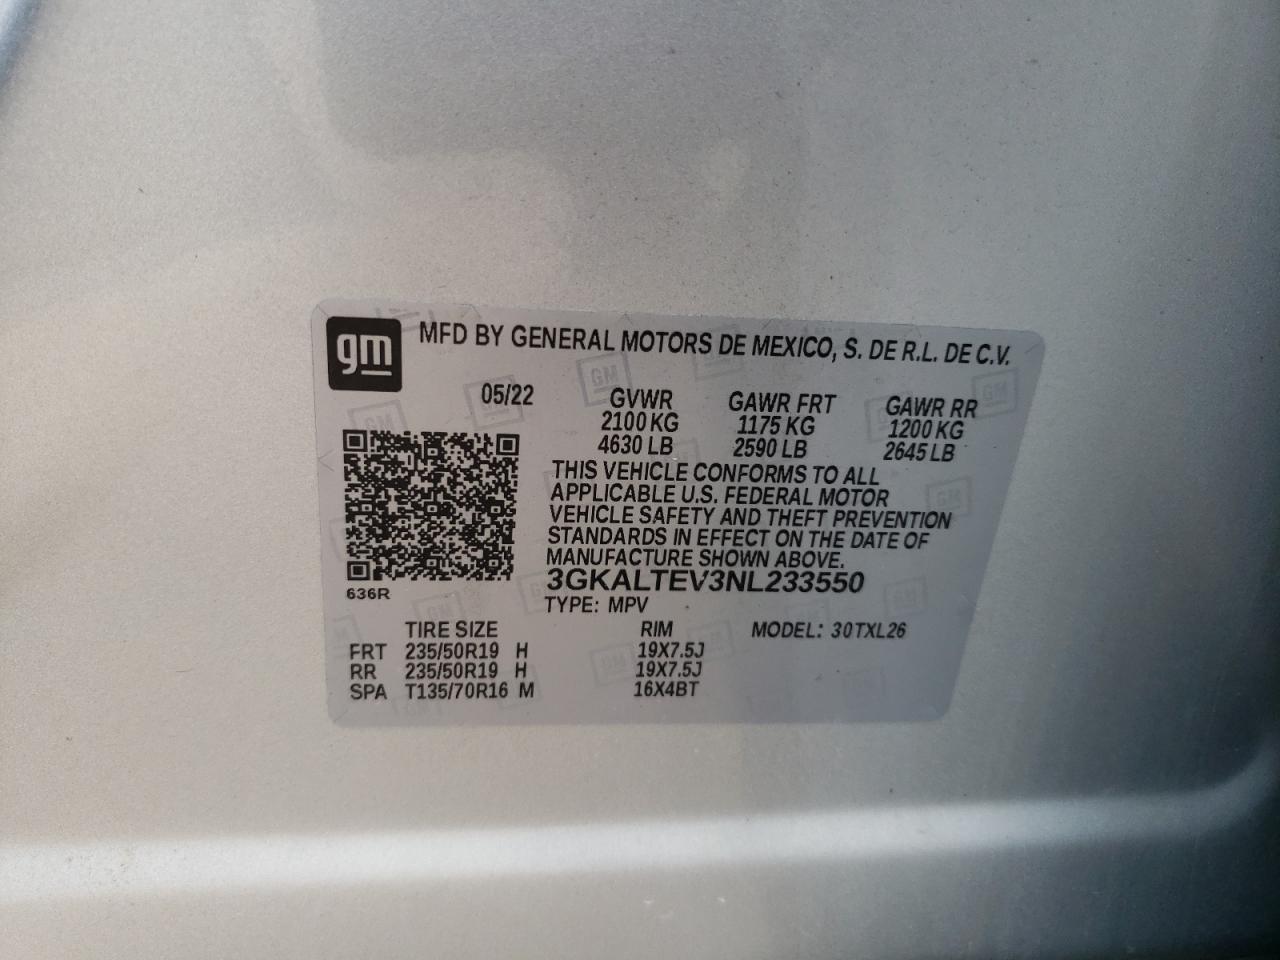 gm
MFD BY GENERAL MOTORS DE MEXICO, S. DE R.L. DE C.V.
05/22 GVWR GAWR FRT GAWR RR
2100 KG 1175 KG 1200 KG
4630 LB 2590 LB 2645 LB
THIS VEHICLE CONFORMS TO ALL
APPLICABLE U.S. FEDERAL MOTOR
VEHICLE SAFETY AND THEFT PREVENTION
STANDARDS IN EFFECT ON THE DATE OF
MANUFACTURE SHOWN ABOVE.
3GKALTEV3NL233550
636R
TYPE: MPV
TIRE SIZE RIM MODEL: 30TXL26
FRT 235/50R19 H 19X7.5J
RR 235/50R19 H 19X7.5J
SPA T135/70R16 M 16X4BT